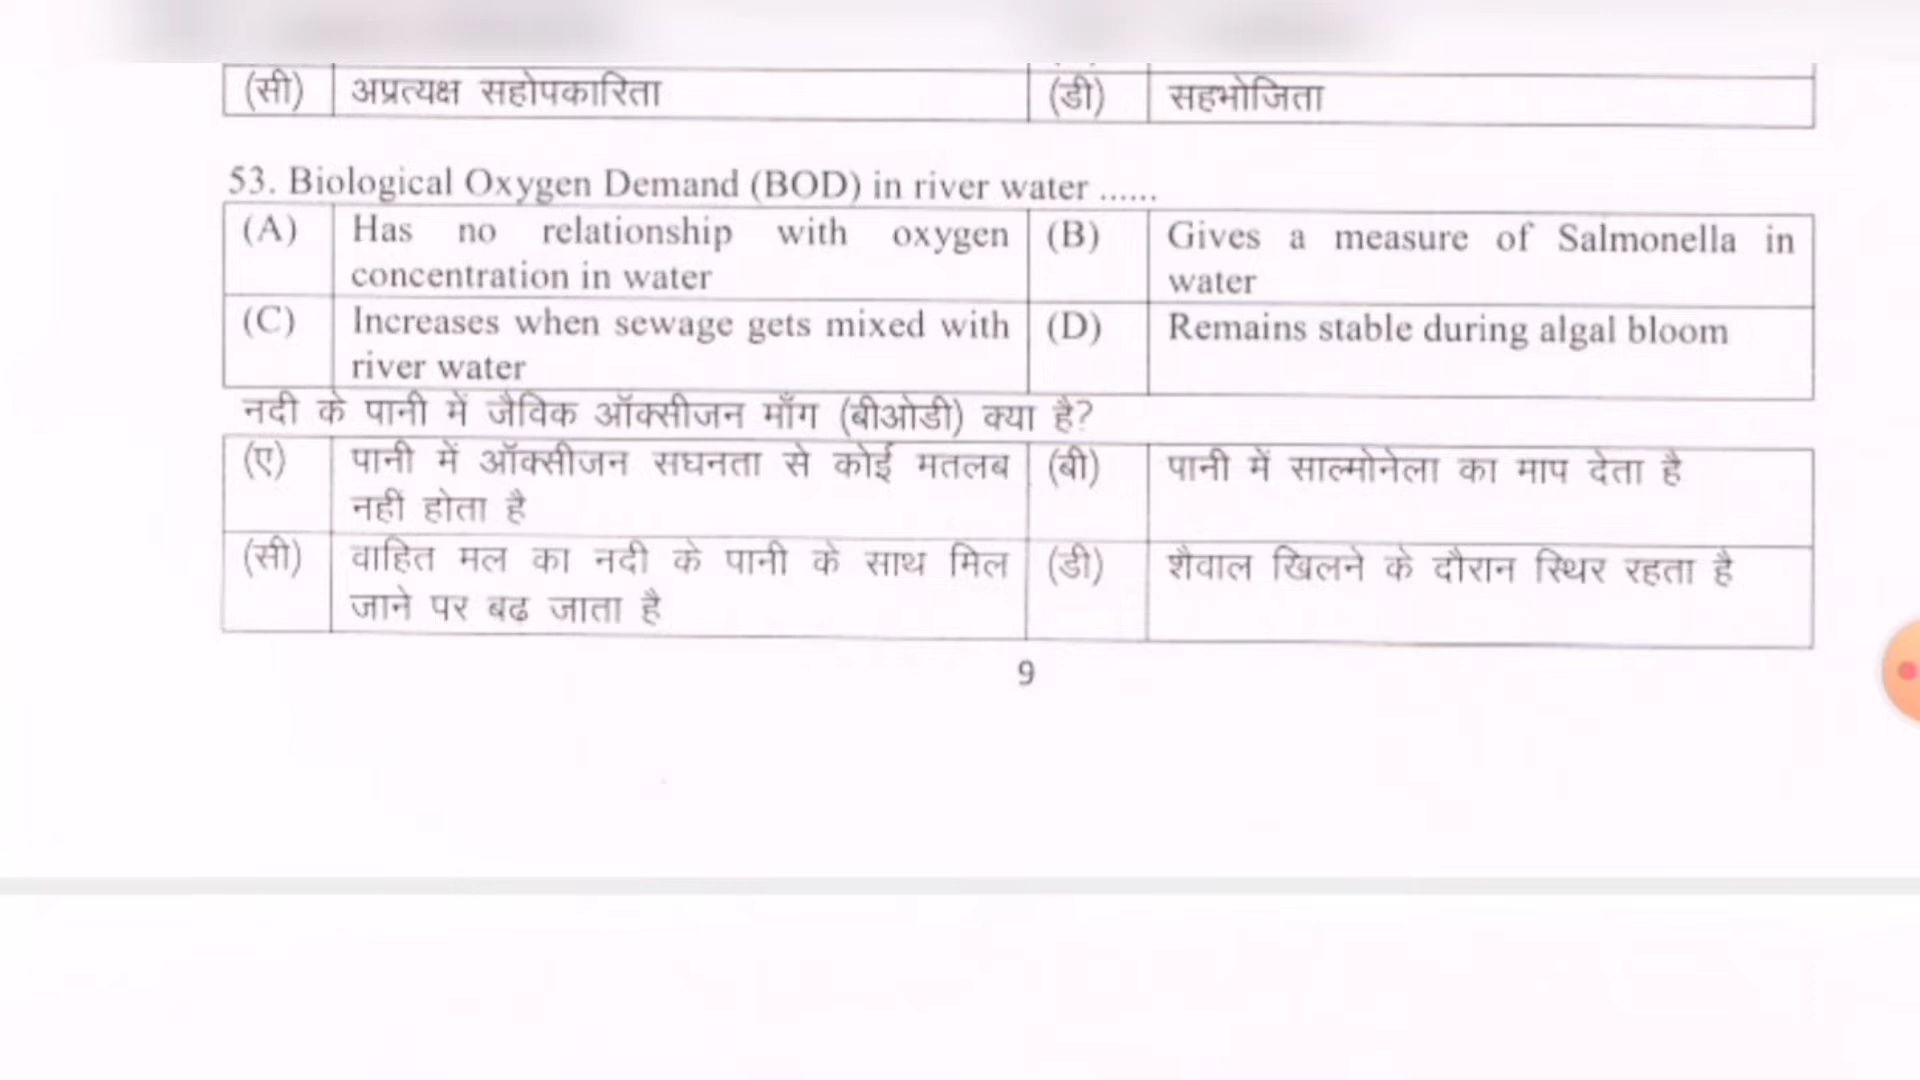 (सी) अप्रत्यक्ष सहोपकारिता (डी) सहभोजिता
53. Biological Oxygen Demand (BOD) in river water ......
(A) Has no relationship with oxygen concentration in water (B) Gives a measure of Salmonella in water
(C) Increases when sewage gets mixed with river water (D) Remains stable during algal bloom
नदी के पानी में जैविक ऑक्सीजन माँग (बीओडी) क्या है?
(ए) पानी में ऑक्सीजन सघनता से कोई मतलब नहीं होता है (बी) पानी में साल्मोनेला का माप देता है
(सी) वाहित मल का नदी के पानी के साथ मिल जाने पर बढ जाता है (डी) शैवाल खिलने के दौरान स्थिर रहता है
9